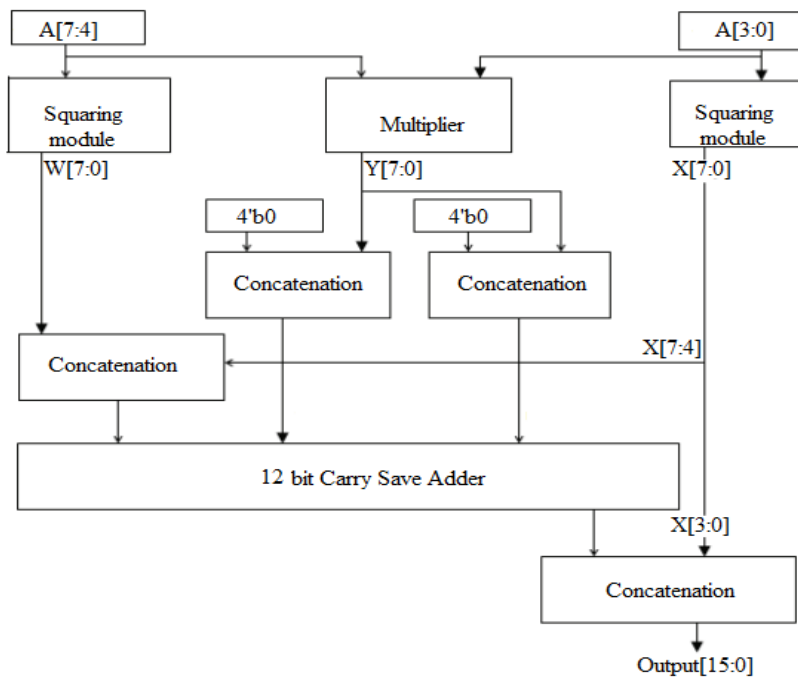 A[7:4]
A[3:0]
Squaring
module
Multiplier
Squaring
module
W[7:0]
Y[7:0]
X[7:0]
4'b0
4'b0
Concatenation
Concatenation
Concatenation
X[7:4]
12 bit Carry Save Adder
X[3:0]
Concatenation
Output[15:0]